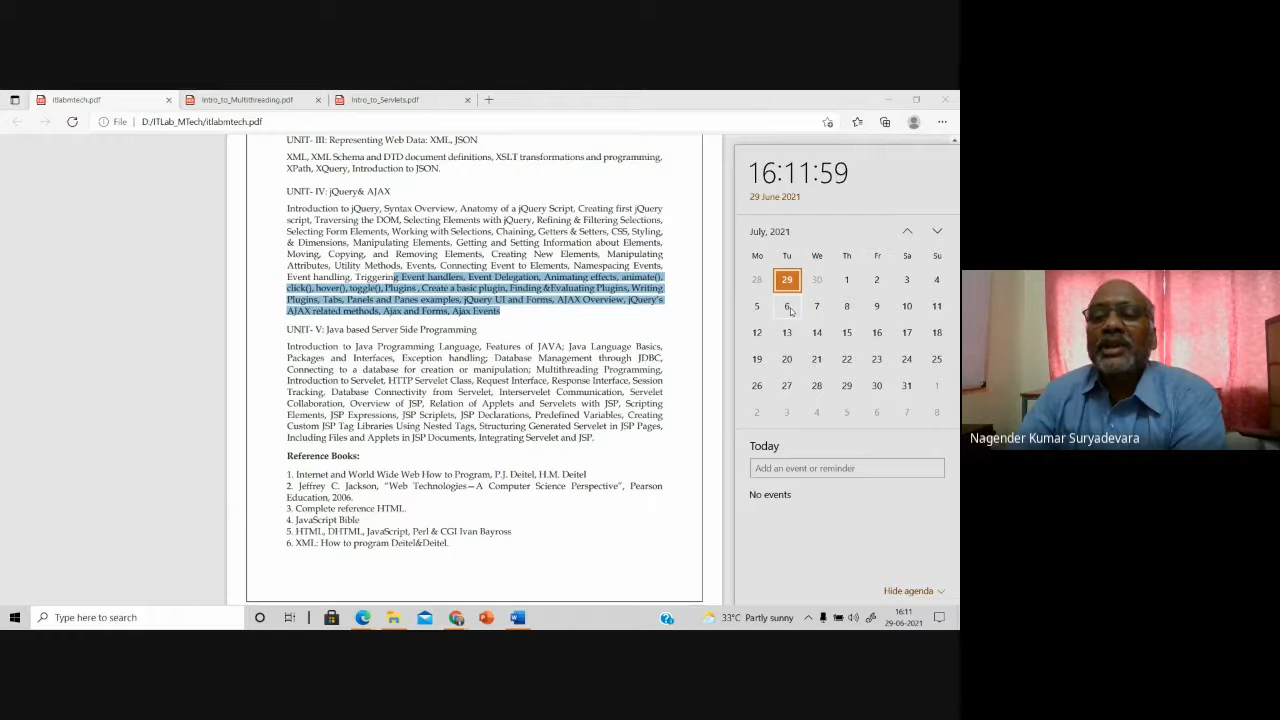 itlabmtech.pdf
Intro_to_Multithreading.pdf
Intro_to_Servlets.pdf
File
D:/ITLab_MTech/itlabmtech.pdf
UNIT- III: Representing Web Data: XML, JSON
XML, XML Schema and DTD document definitions, XSLT transformations and programming,
XPath, XQuery, Introduction to JSON.
UNIT- IV: jQuery& AJAX
Introduction to jQuery, Syntax Overview, Anatomy of a jQuery Script, Creating first jQuery
script, Traversing the DOM, Selecting Elements with jQuery, Refining & Filtering Selections,
Selecting Form Elements, Working with Selections, Chaining, Getters & Setters, CSS, Styling,
& Dimensions, Manipulating Elements, Getting and Setting Information about Elements,
Moving, Copying, and Removing Elements, Creating New Elements, Manipulating
Attributes, Utility Methods, Events, Connecting Event to Elements, Namespacing Events,
Event handling, Triggering Event handlers, Event Delegation, Animating effects, animate(),
click(), hover(), toggle(), Plugins , Create a basic plugin, Finding &Evaluating Plugins, Writing
Plugins, Tabs, Panels and Panes examples, jQuery UI and Forms, AJAX Overview, jQuery's
AJAX related methods, Ajax and Forms, Ajax Events
UNIT- V: Java based Server Side Programming
Introduction to Java Programming Language, Features of JAVA; Java Language Basics,
Packages and Interfaces, Exception handling; Database Management through JDBC,
Connecting to a database for creation or manipulation; Multithreading Programming,
Introduction to Servelet, HTTP Servelet Class, Request Interface, Response Interface, Session
Tracking, Database Connectivity from Servelet, Interservelet Communication, Servelet
Collaboration, Overview of JSP, Relation of Applets and Servelets with JSP, Scripting
Elements, JSP Expressions, JSP Scriplets, JSP Declarations, Predefined Variables, Creating
Custom JSP Tag Libraries Using Nested Tags, Structuring Generated Servelet in JSP Pages,
Including Files and Applets in JSP Documents, Integrating Servelet and JSP.
Reference Books:
1. Internet and World Wide Web How to Program, P.J. Deitel, H.M. Deitel
2. Jeffrey C. Jackson, “Web Technologies—A Computer Science Perspective”, Pearson
Education, 2006.
3. Complete reference HTML.
4. JavaScript Bible
5. HTML, DHTML, JavaScript, Perl & CGI Ivan Bayross
6. XML: How to program Deitel&Deitel.
16:11:59
29 June 2021
July, 2021
Mo Tu We Th Fr Sa Su
28 29 30 1 2 3 4
5 6 7 8 9 10 11
12 13 14 15 16 17 18
19 20 21 22 23 24 25
26 27 28 29 30 31 1
2 3 4 5 6 7 8
Today
Add an event or reminder
No events
Hide agenda
Nagender Kumar Suryadevara
Type here to search
33°C Partly sunny
16:11
29-06-2021